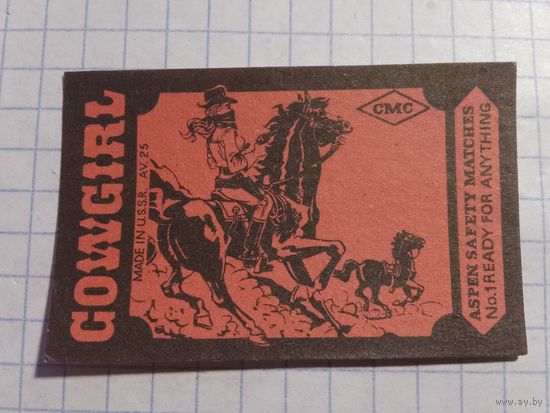 COWGIRL
MADE IN U.S.S.R. AV. 25
CMC
ASPEN SAFETY MATCHES
No.1 READY FOR ANYTHING
www.ay.by